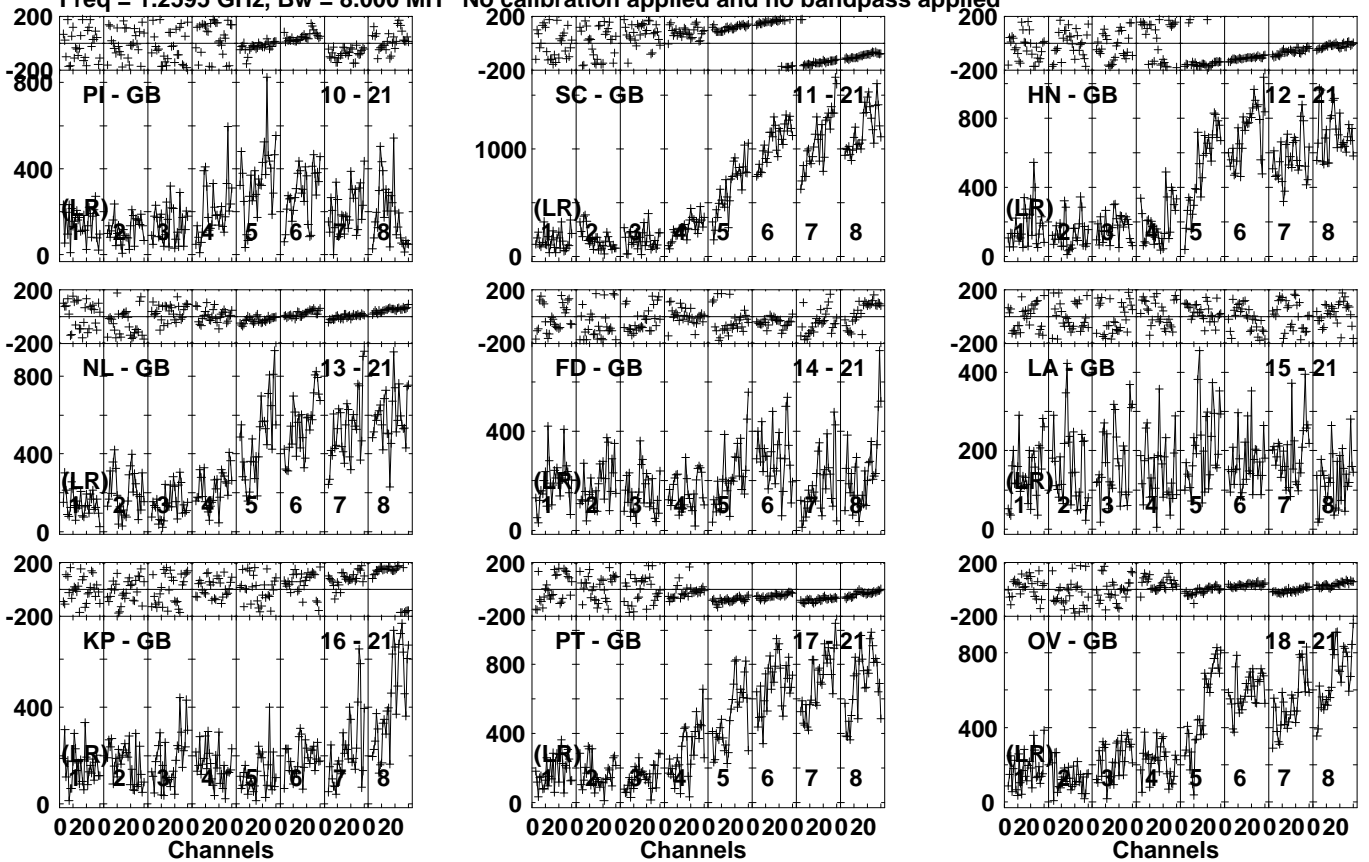 Freq = 1.2595 GHz, Bw = 8.000 MH No calibration applied and no bandpass applied
200
-200
800
400
0
PI - GB 10 - 21
(LR)
1 2 3 4 5 6 7 8
200
-200
1000
0
SC - GB 11 - 21
(LR)
1 2 3 4 5 6 7 8
200
-200
800
400
0
HN - GB 12 - 21
(LR)
1 2 3 4 5 6 7 8
200
-200
800
400
0
NL - GB 13 - 21
(LR)
1 2 3 4 5 6 7 8
200
-200
400
0
FD - GB 14 - 21
(LR)
1 2 3 4 5 6 7 8
200
-200
400
200
0
LA - GB 15 - 21
(LR)
1 2 3 4 5 6 7 8
200
-200
400
0
KP - GB 16 - 21
(LR)
1 2 3 4 5 6 7 8
020020020020020020020020
Channels
200
-200
800
400
0
PT - GB 17 - 21
(LR)
1 2 3 4 5 6 7 8
020020020020020020020020
Channels
200
-200
800
400
0
OV - GB 18 - 21
(LR)
1 2 3 4 5 6 7 8
020020020020020020020020
Channels